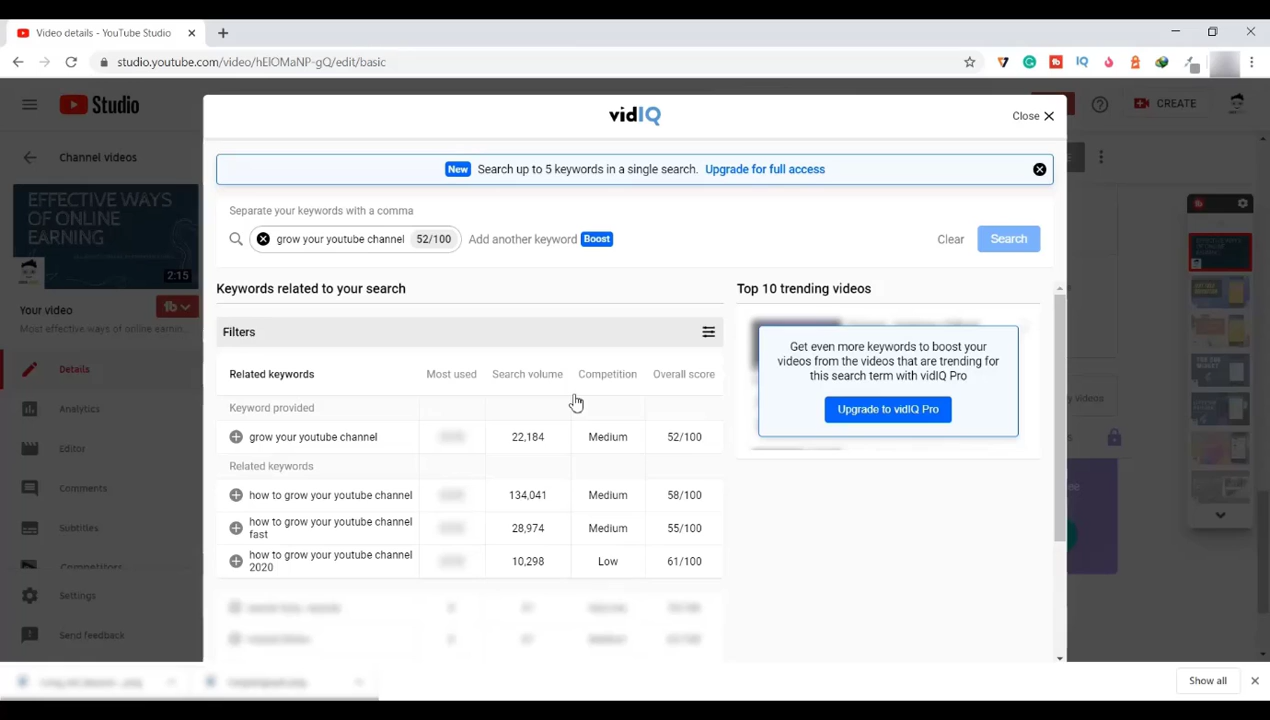 Video details - YouTube Studio
studio.youtube.com/video/hElOMaNP-gQ/edit/basic
IQ
Studio
CREATE
Channel videos
EFFECTIVE WAYS
OF ONLINE
EARNING
2:15
Your video
Most effective ways of online earnin...
Details
Analytics
Editor
Comments
Subtitles
Settings
Send feedback
vidIQ
Close
New Search up to 5 keywords in a single search. Upgrade for full access
Separate your keywords with a comma
grow your youtube channel 52/100 Add another keyword Boost
Clear Search
Keywords related to your search
Filters
Related keywords Most used Search volume Competition Overall score
Keyword provided
grow your youtube channel 22,184 Medium 52/100
Related keywords
how to grow your youtube channel 134,041 Medium 58/100
how to grow your youtube channel
fast 28,974 Medium 55/100
how to grow your youtube channel
2020 10,298 Low 61/100
Top 10 trending videos
Get even more keywords to boost your
videos from the videos that are trending for
this search term with vidIQ Pro
Upgrade to vidIQ Pro
Show all